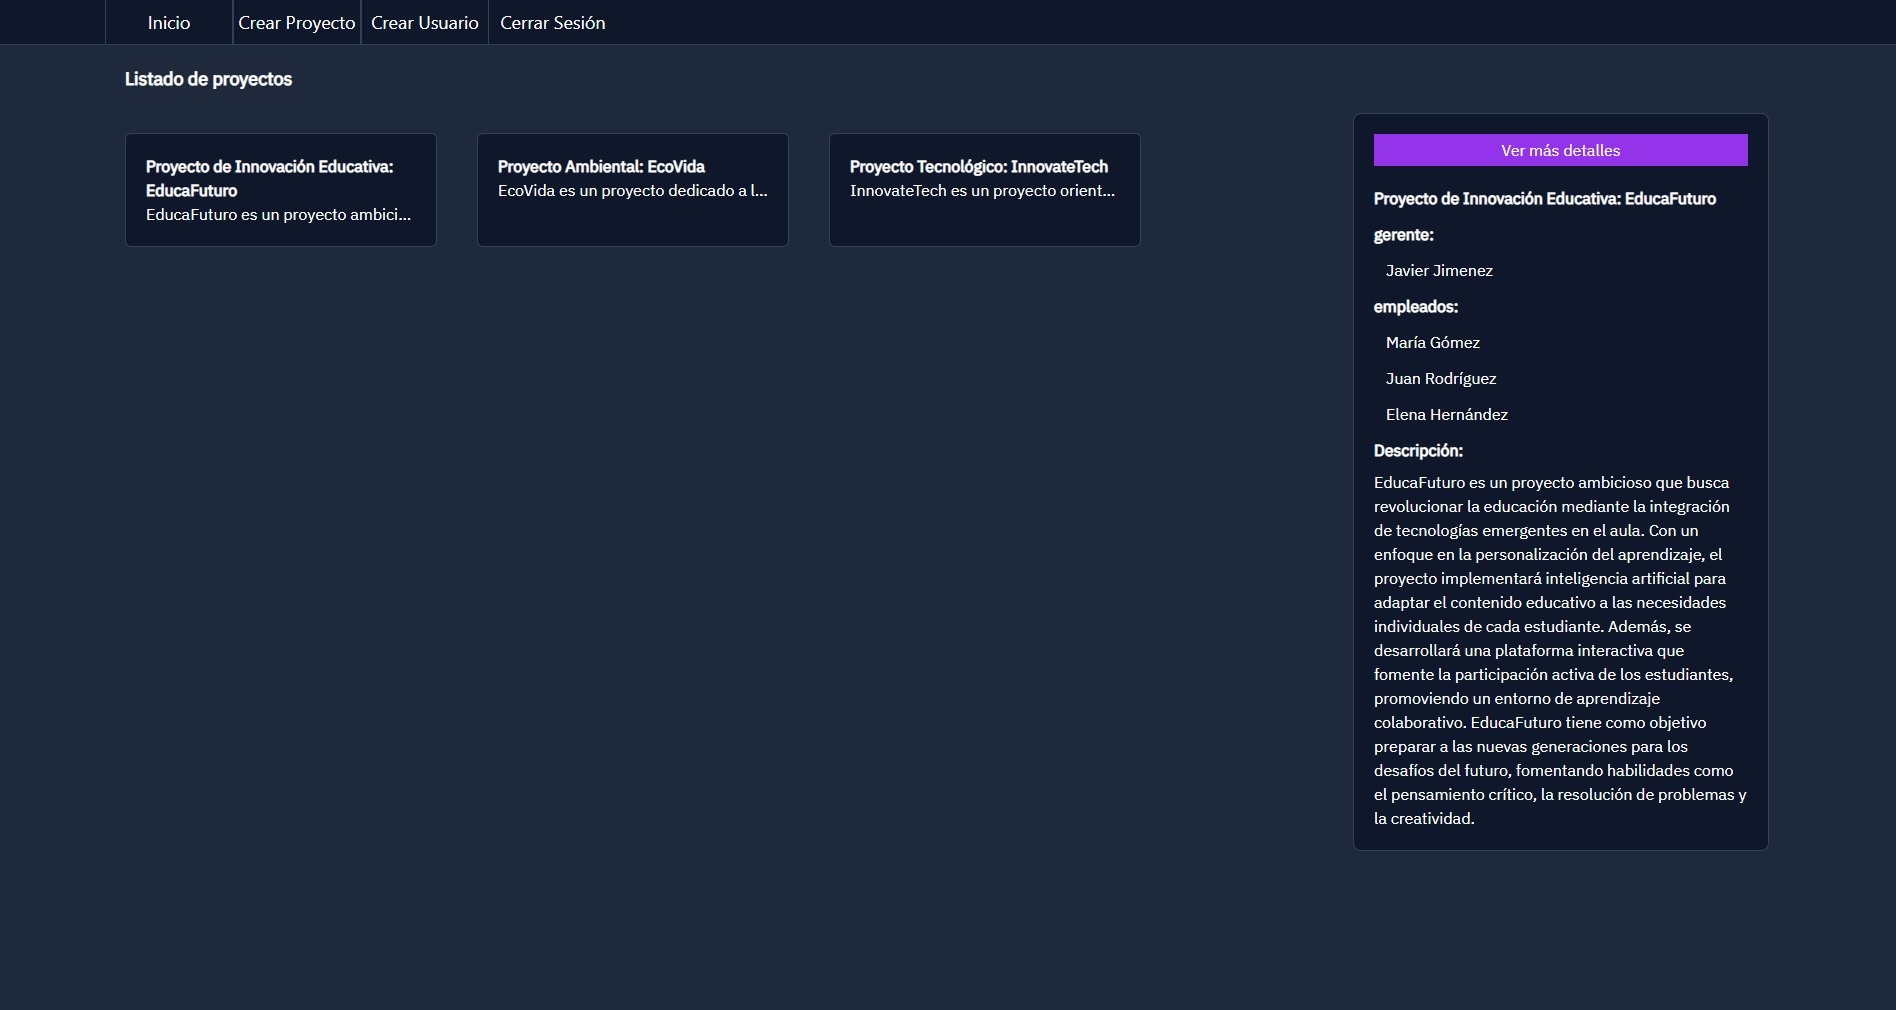 Inicio
Crear Proyecto
Crear Usuario
Cerrar Sesión
Listado de proyectos
Proyecto de Innovación Educativa:
EducaFuturo
EducaFuturo es un proyecto ambici...
Proyecto Ambiental: EcoVida
EcoVida es un proyecto dedicado a l...
Proyecto Tecnológico: InnovateTech
InnovateTech es un proyecto orient...
Ver más detalles
Proyecto de Innovación Educativa: EducaFuturo
gerente:
Javier Jimenez
empleados:
María Gómez
Juan Rodríguez
Elena Hernández
Descripción:
EducaFuturo es un proyecto ambicioso que busca
revolucionar la educación mediante la integración
de tecnologías emergentes en el aula. Con un
enfoque en la personalización del aprendizaje, el
proyecto implementará inteligencia artificial para
adaptar el contenido educativo a las necesidades
individuales de cada estudiante. Además, se
desarrollará una plataforma interactiva que
fomente la participación activa de los estudiantes,
promoviendo un entorno de aprendizaje
colaborativo. EducaFuturo tiene como objetivo
preparar a las nuevas generaciones para los
desafíos del futuro, fomentando habilidades como
el pensamiento crítico, la resolución de problemas y
la creatividad.